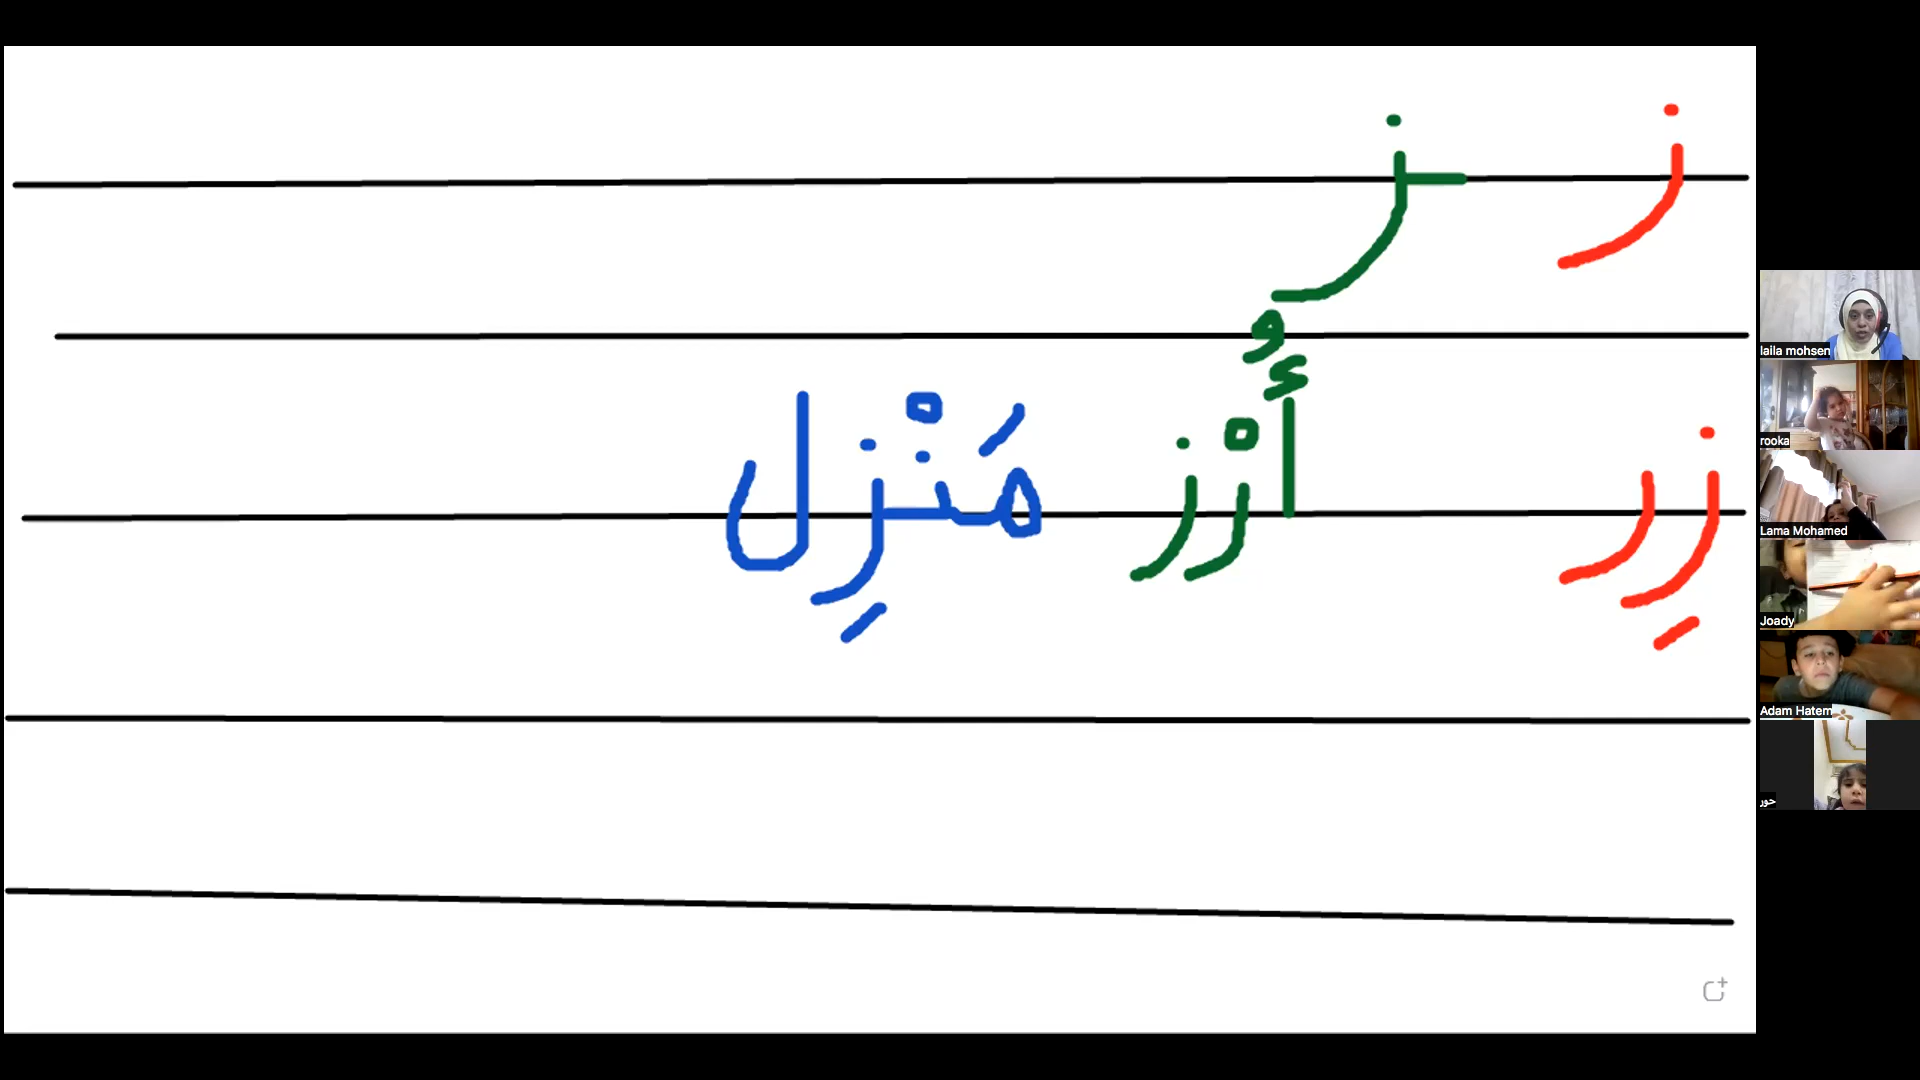 ز ـز
زِر أُرْز مَنْزِل
laila mohsen
rooka
Lama Mohamed
Joady
Adam Hatem
حور